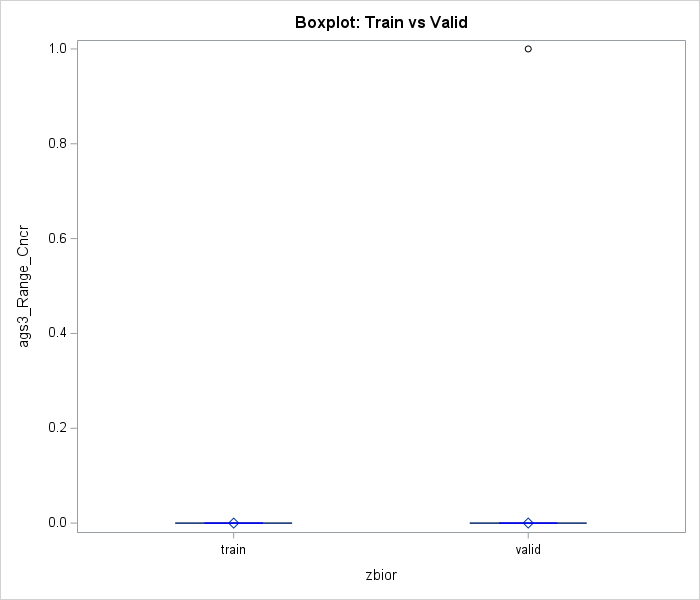 Boxplot: Train vs Valid
1.0
0.8
0.6
0.4
0.2
0.0
ags3_Range_Cncr
train
valid
zbior